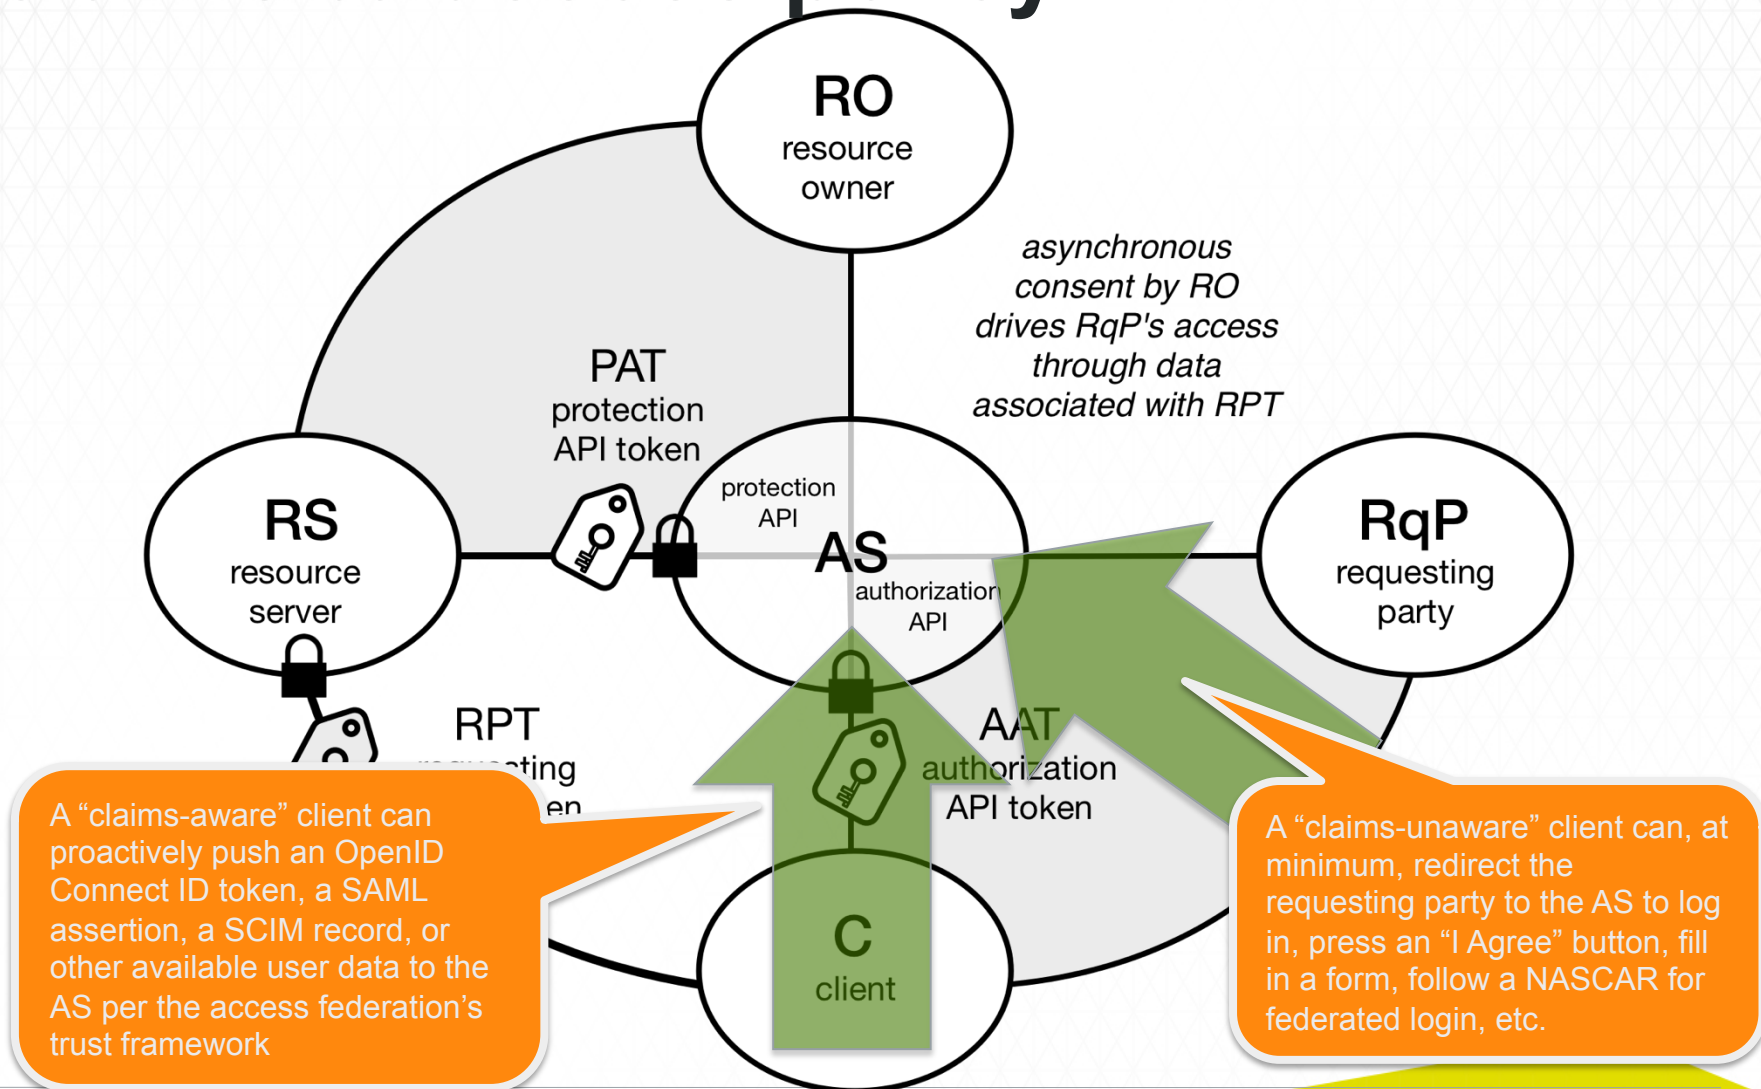 RO
resource
owner
asynchronous
consent by RO
drives RqP's access
through data
associated with RPT
PAT
protection
API token
protection
API
RS
resource
server
AS
authorization
API
RqP
requesting
party
RPT
AAT
authorization
API token
A “claims-aware” client can
proactively push an OpenID
Connect ID token, a SAML
assertion, a SCIM record, or
other available user data to the
AS per the access federation’s
trust framework
C
client
A “claims-unaware” client can, at
minimum, redirect the
requesting party to the AS to log
in, press an “I Agree” button, fill
in a form, follow a NASCAR for
federated login, etc.